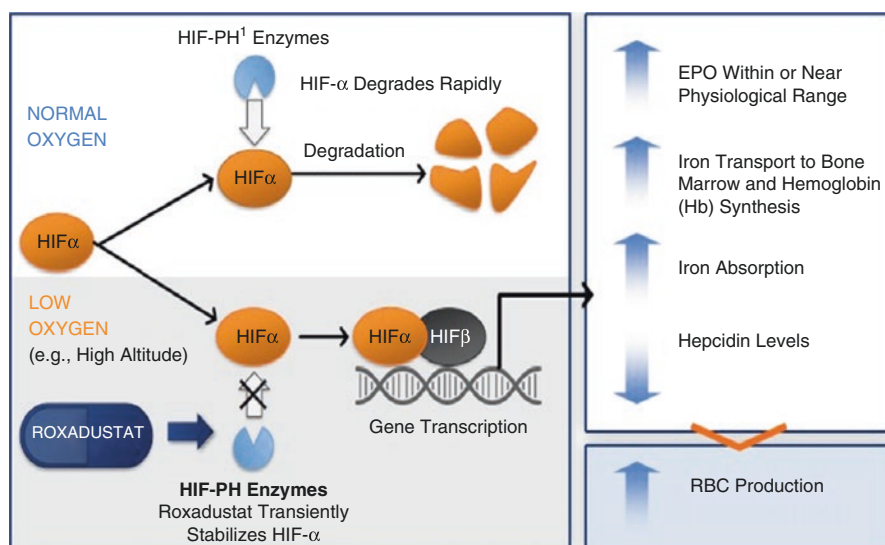 HIF-PH¹ Enzymes
HIF-α Degrades Rapidly
NORMAL
OXYGEN
Degradation
HIFα
HIFα
LOW
OXYGEN
(e.g., High Altitude)
HIFα
HIFα
HIFβ
Gene Transcription
ROXADUSTAT
HIF-PH Enzymes
Roxadustat Transiently
Stabilizes HIF-α
EPO Within or Near
Physiological Range
Iron Transport to Bone
Marrow and Hemoglobin
(Hb) Synthesis
Iron Absorption
Hepcidin Levels
RBC Production